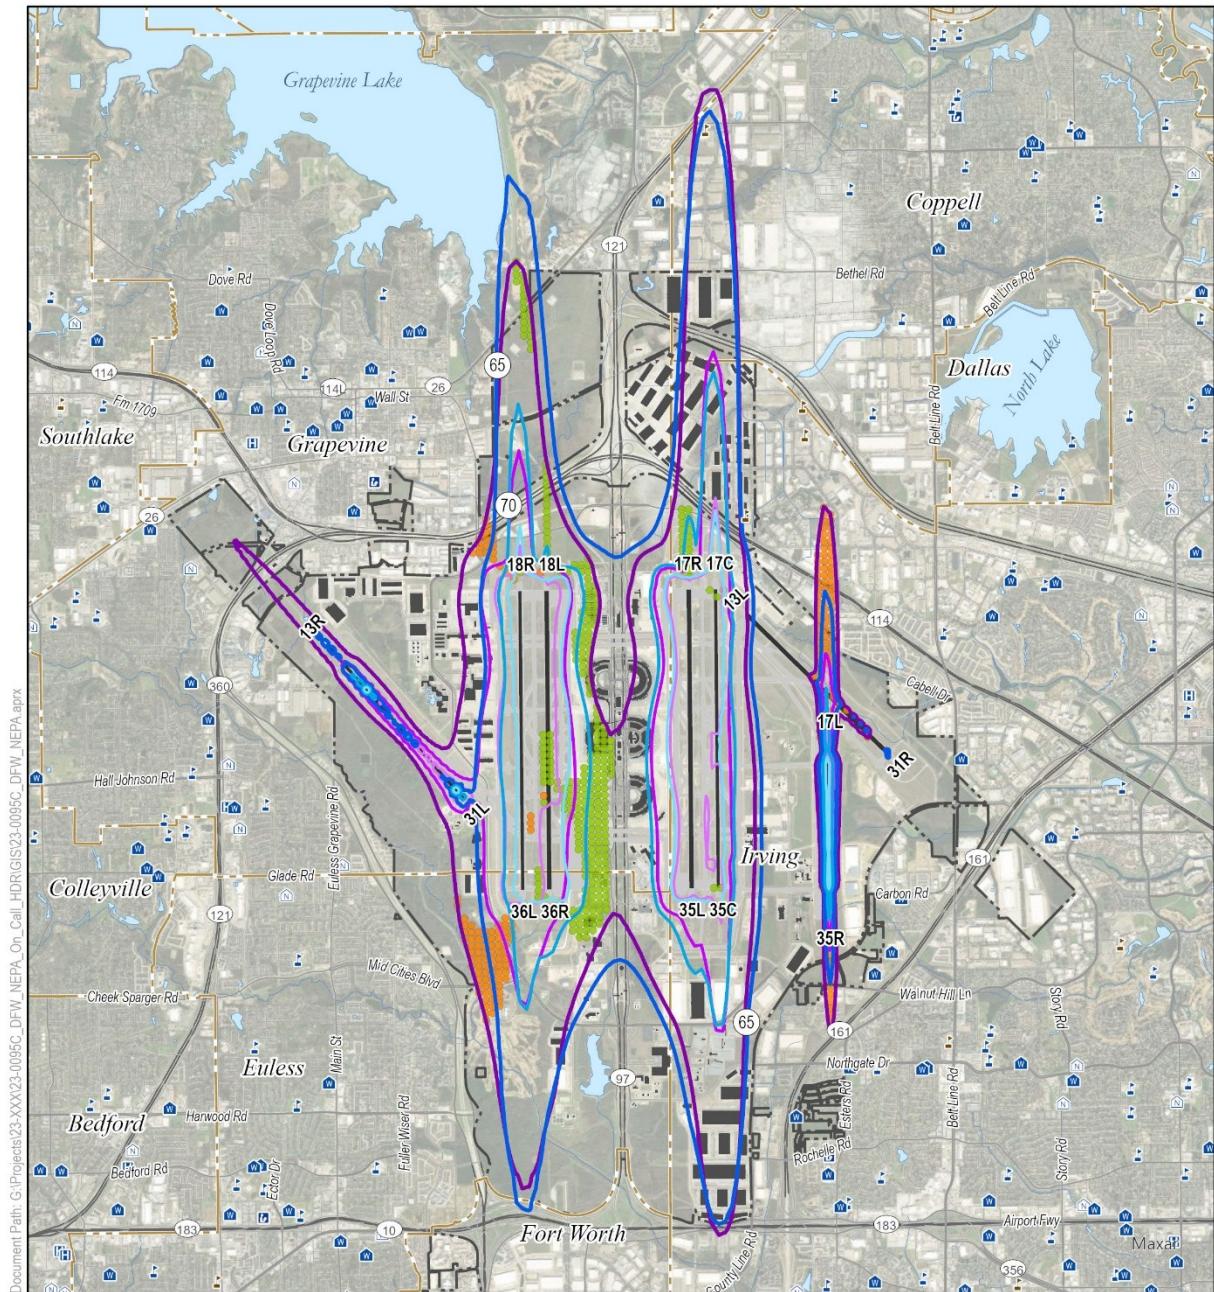 Grapevine Lake
Coppell
121
Dove Rd
Bethel Rd
Belt Line Rd
Dove Loop Rd
65
Dallas
North Lake
114
114L
26
Wall St
Fm 1709
Belt Line Rd
Southlake
Grapevine
26
70
18R 18L
17R 17C
13L
114
13R
360
Cabell Dr
17L
31R
Hall Johnson Rd
31L
Euless Grapevine Rd
161
Irving
Colleyville
Glade Rd
Carbon Rd
121
36L 36R
35L 35C
35R
Mid Cities Blvd
Cheek Sparger Rd
Walnut Hill Ln
Story Rd
65
161
Main St
Euless
97
Northgate Dr
Bedford
Harwood Rd
Fuller Wiser Rd
Esters Rd
Belt Line Rd
Rochelle Rd
Story Rd
Bedford Rd
Ector Dr
183
10
Fort Worth
183
Airport Fwy
County Line Rd
Maxar
356
Document Path: G:\Projects\23-XXX\23-0095C_DFW_NEPA_On_Call_HDR\GIS\23-0095C_DFW_NEPA.aprx